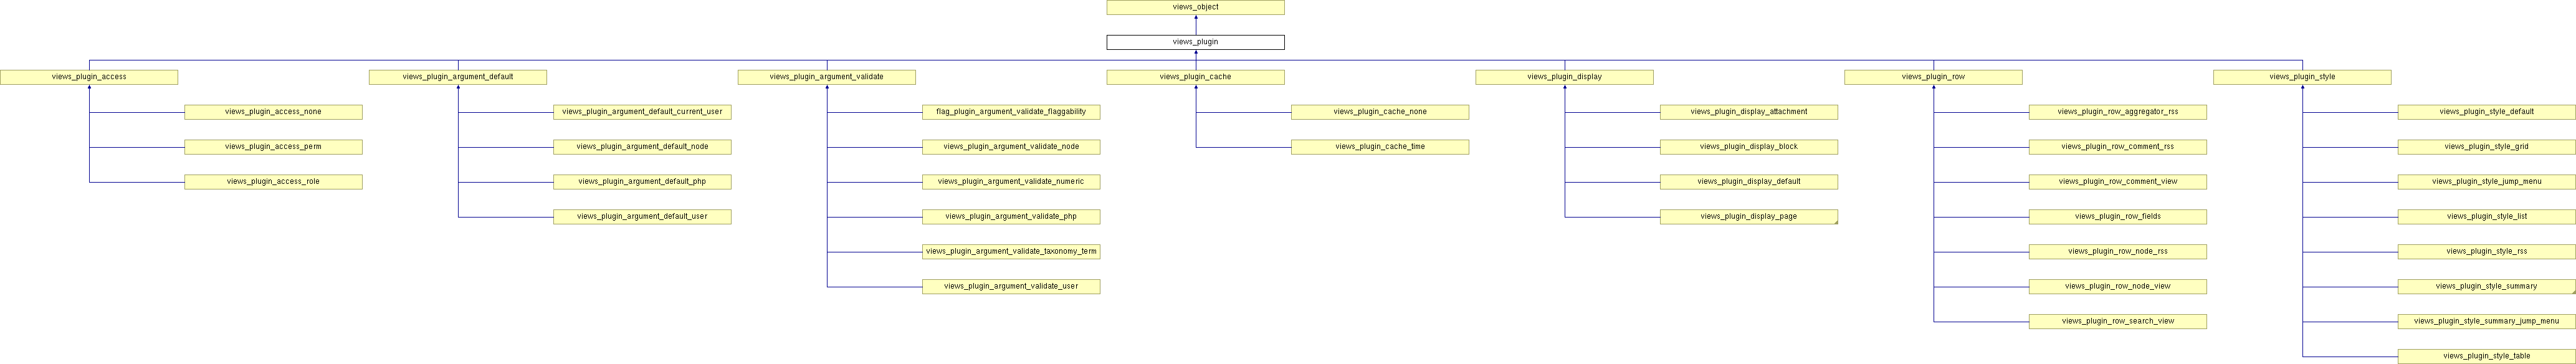 views_object
views_plugin
views_plugin_access
views_plugin_argument_default
views_plugin_argument_validate
views_plugin_cache
views_plugin_display
views_plugin_row
views_plugin_style
views_plugin_access_none
views_plugin_argument_default_current_user
flag_plugin_argument_validate_flaggability
views_plugin_cache_none
views_plugin_display_attachment
views_plugin_row_aggregator_rss
views_plugin_style_default
views_plugin_access_perm
views_plugin_argument_default_node
views_plugin_argument_validate_node
views_plugin_cache_time
views_plugin_display_block
views_plugin_row_comment_rss
views_plugin_style_grid
views_plugin_access_role
views_plugin_argument_default_php
views_plugin_argument_validate_numeric
views_plugin_display_default
views_plugin_row_comment_view
views_plugin_style_jump_menu
views_plugin_argument_default_user
views_plugin_argument_validate_php
views_plugin_display_page
views_plugin_row_fields
views_plugin_style_list
views_plugin_argument_validate_taxonomy_term
views_plugin_row_node_rss
views_plugin_style_rss
views_plugin_argument_validate_user
views_plugin_row_node_view
views_plugin_style_summary
views_plugin_row_search_view
views_plugin_style_summary_jump_menu
views_plugin_style_table